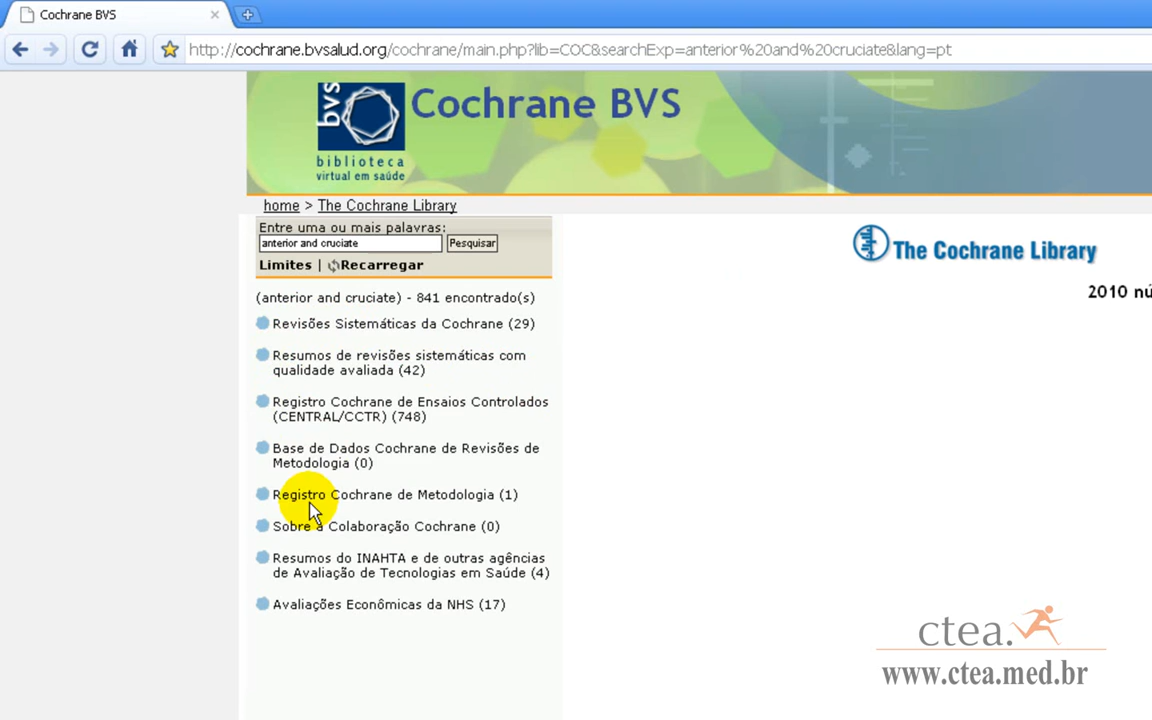 Cochrane BVS
http://cochrane.bvsalud.org/cochrane/main.php?lib=COC&searchExp=anterior%20and%20cruciate&lang=pt
bvs
Cochrane BVS
biblioteca
virtual em saúde
home > The Cochrane Library
Entre uma ou mais palavras:
anterior and cruciate Pesquisar
Limites | Recarregar
The Cochrane Library
2010
(anterior and cruciate) - 841 encontrado(s)
Revisões Sistemáticas da Cochrane (29)
Resumos de revisões sistemáticas com
qualidade avaliada (42)
Registro Cochrane de Ensaios Controlados
(CENTRAL/CCTR) (748)
Base de Dados Cochrane de Revisões de
Metodologia (0)
Registro Cochrane de Metodologia (1)
Sobre a Colaboração Cochrane (0)
Resumos do INAHTA e de outras agências
de Avaliação de Tecnologias em Saúde (4)
Avaliações Econômicas da NHS (17)
ctea.
www.ctea.med.br